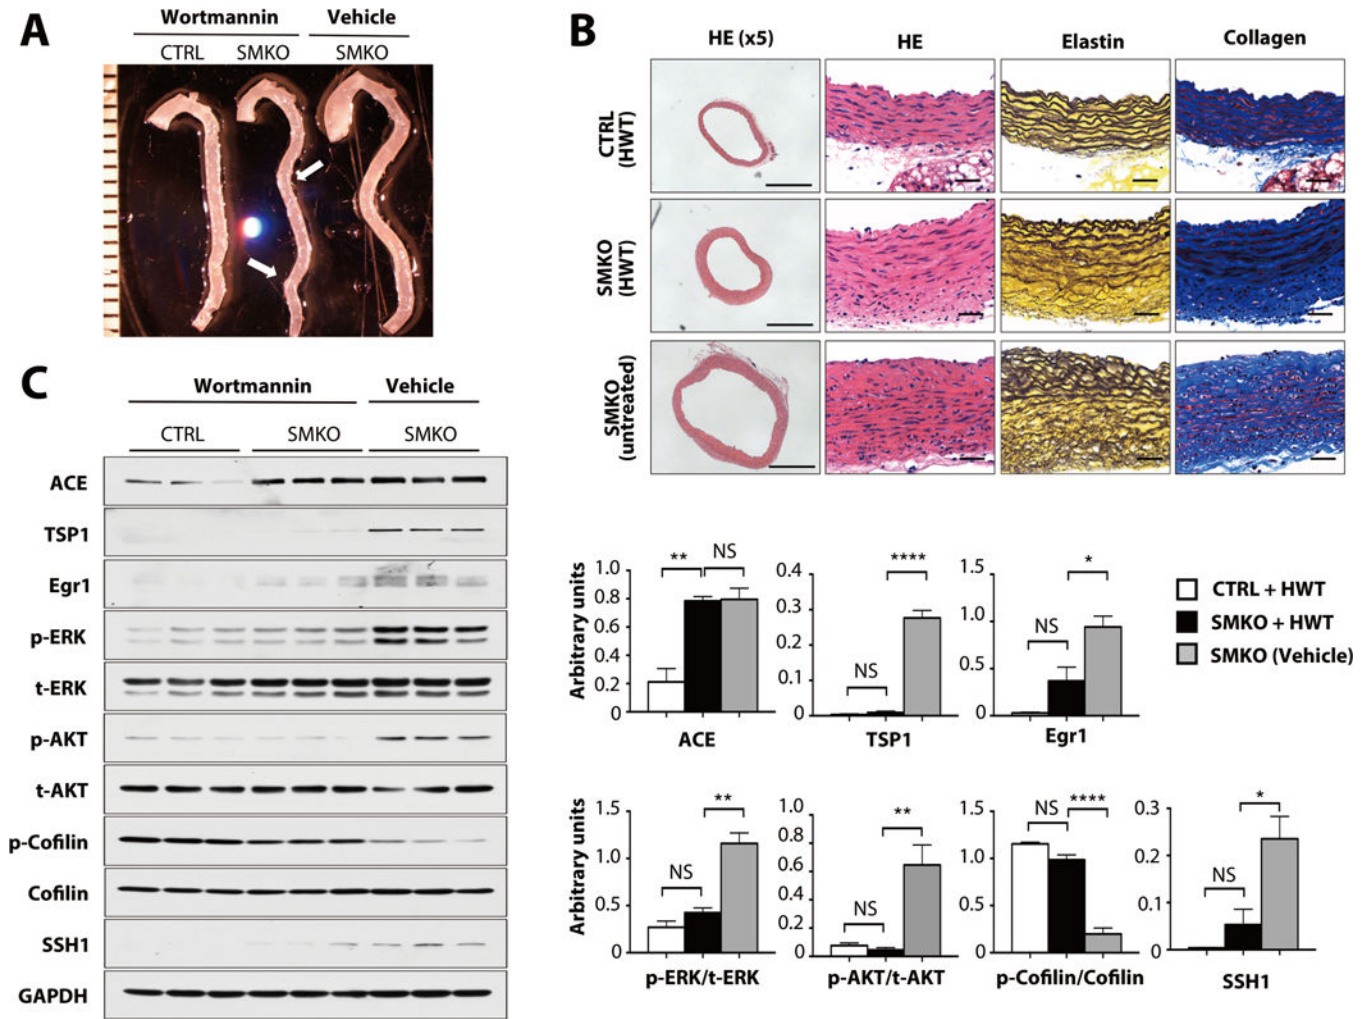 A
Wortmannin Vehicle
CTRL SMKO SMKO
B
HE (x5) HE Elastin Collagen
CTRL
(HWT)
SMKO
(HWT)
SMKO
(untreated)
C
Wortmannin Vehicle
CTRL SMKO SMKO
ACE
TSP1
Egr1
p-ERK
t-ERK
p-AKT
t-AKT
p-Cofilin
Cofilin
SSH1
GAPDH
Arbitrary units
1.0
0.8
0.6
0.4
0.2
0
** NS
ACE
0.4
0.3
0.2
0.1
0
NS ****
TSP1
1.5
1.0
0.5
0
NS *
Egr1
CTRL + HWT
SMKO + HWT
SMKO (Vehicle)
Arbitrary units
1.5
1.0
0.5
0
NS **
p-ERK/t-ERK
1.0
0.8
0.6
0.4
0.2
0
NS **
p-AKT/t-AKT
1.5
1.0
0.5
0
NS ****
p-Cofilin/Cofilin
0.3
0.2
0.1
0
NS *
SSH1